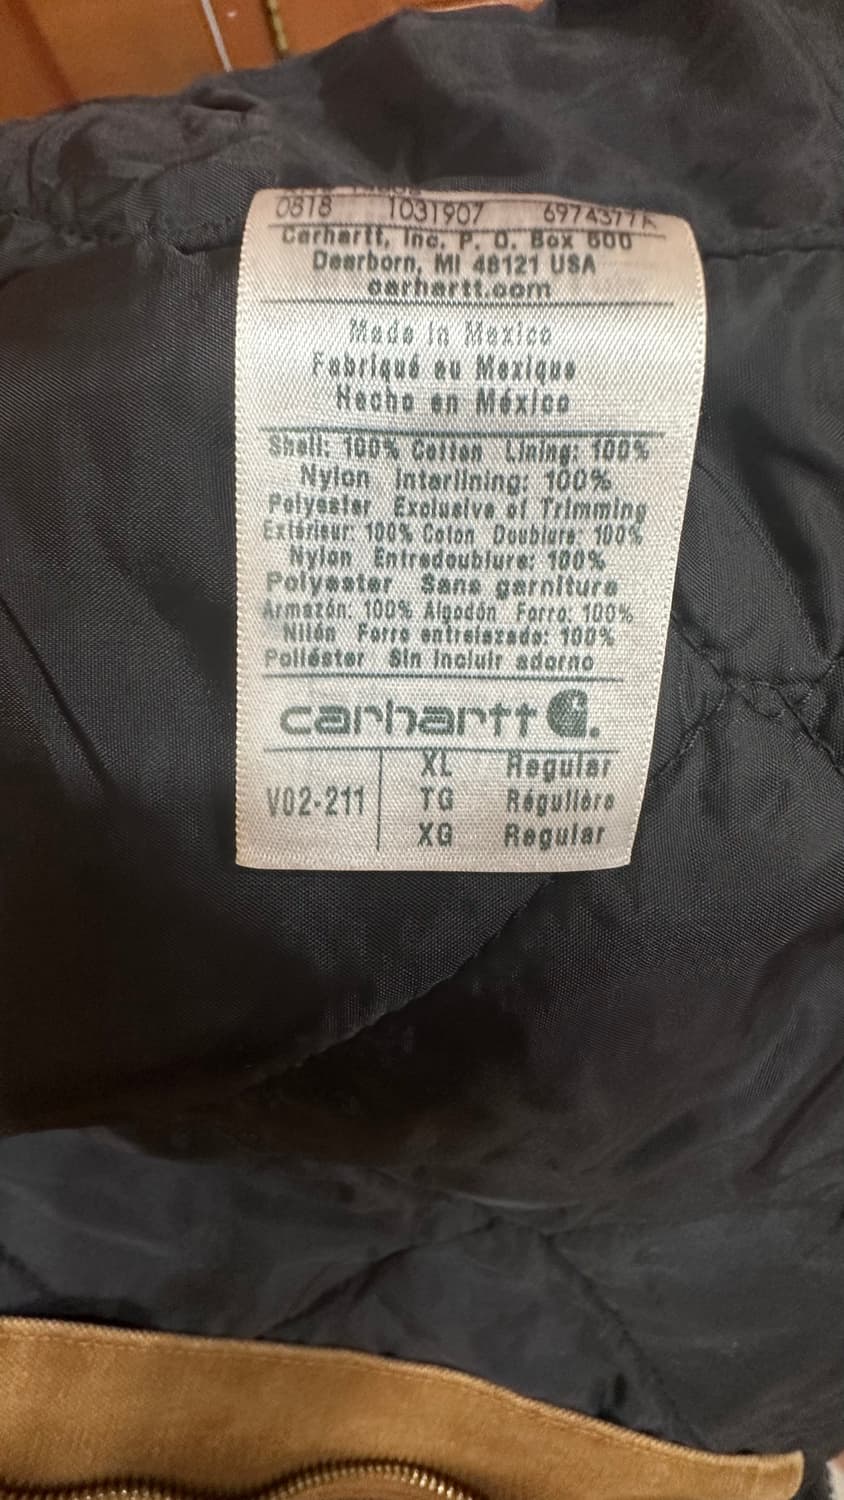 0818 1031907 6974377A
Carhartt, Inc. P. O. Box 600
Dearborn, MI 48121 USA
carhartt.com
Made in Mexico
Fabriqué au Mexique
Hecho en México
Shell: 100% Cotton Lining: 100%
Nylon Interlining: 100%
Polyester Exclusive of Trimming
Extérieur: 100% Coton Doublure: 100%
Nylon Entredoublure: 100%
Polyester Sans garniture
Armazón: 100% Algodón Forro: 100%
Nilón Forro entrelazado: 100%
Poliéster Sin incluir adorno
carhartt
V02-211 XL Regular
TG Régulière
XG Regular